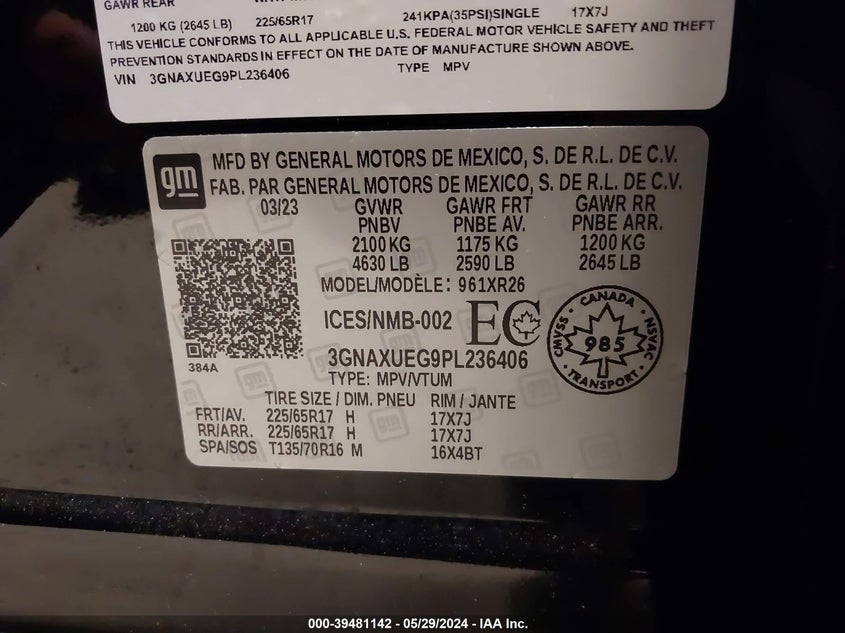 GAWR REAR
1200 KG (2645 LB) 225/65R17 241KPA(35PSI)SINGLE 17X7J
THIS VEHICLE CONFORMS TO ALL APPLICABLE U.S. FEDERAL MOTOR VEHICLE SAFETY AND THEFT
PREVENTION STANDARDS IN EFFECT ON THE DATE OF MANUFACTURE SHOWN ABOVE.
VIN 3GNAXUEG9PL236406 TYPE MPV
gm MFD BY GENERAL MOTORS DE MEXICO, S. DE R.L. DE C.V.
FAB. PAR GENERAL MOTORS DE MEXICO, S. DE R.L. DE C.V.
03/23 GVWR GAWR FRT GAWR RR
PNBV PNBE AV. PNBE ARR.
2100 KG 1175 KG 1200 KG
4630 LB 2590 LB 2645 LB
MODEL/MODÈLE: 961XR26
ICES/NMB-002 EC
CANADA
CMVSS 985 NSVAC
TRANSPORT
384A
3GNAXUEG9PL236406
TYPE: MPV/VTUM
TIRE SIZE / DIM. PNEU RIM / JANTE
FRT/AV. 225/65R17 H 17X7J
RR/ARR. 225/65R17 H 17X7J
SPA/SOS T135/70R16 M 16X4BT
000-39481142 - 05/29/2024 - IAA Inc.